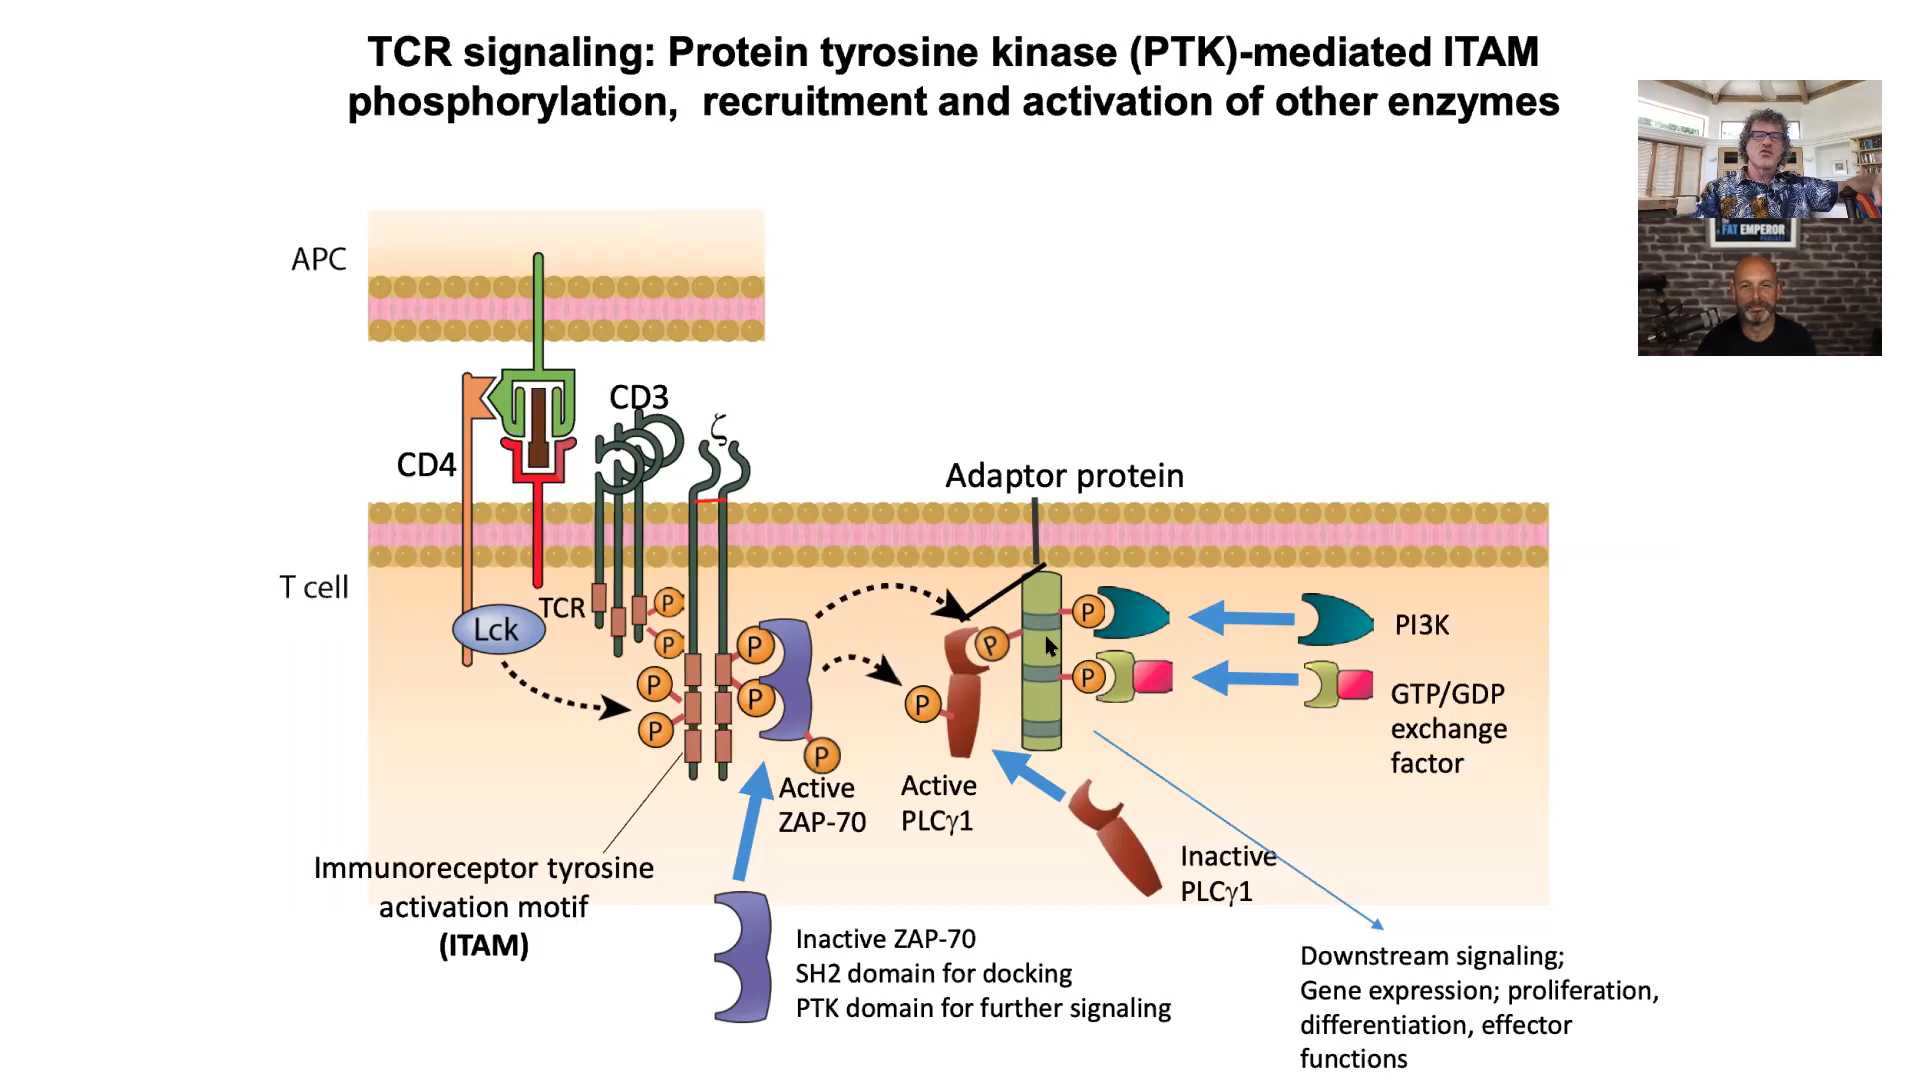 TCR signaling: Protein tyrosine kinase (PTK)-mediated ITAM
phosphorylation, recruitment and activation of other enzymes
FAT EMPEROR
PODCAST
APC
CD3
ζ
CD4
Adaptor protein
T cell
TCR
Lck
P
P
P
P
P
P
P
P
P
P
P
PI3K
GTP/GDP
exchange
factor
Active
ZAP-70
Active
PLCγ1
Inactive
PLCγ1
Immunoreceptor tyrosine
activation motif
(ITAM)
Inactive ZAP-70
SH2 domain for docking
PTK domain for further signaling
Downstream signaling;
Gene expression; proliferation,
differentiation, effector
functions